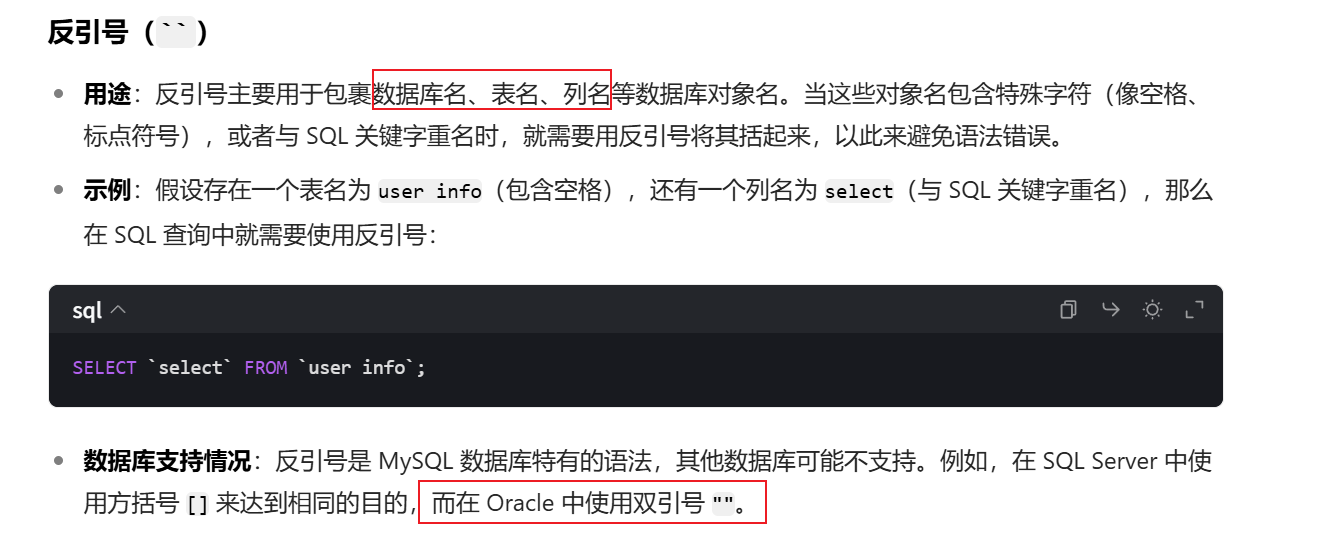 反引号（``）
用途：反引号主要用于包裹数据库名、表名、列名等数据库对象名。当这些对象名包含特殊字符（像空格、
标点符号），或者与 SQL 关键字重名时，就需要用反引号将其括起来，以此来避免语法错误。
示例：假设存在一个表名为 user info（包含空格），还有一个列名为 select（与 SQL 关键字重名），那么
在 SQL 查询中就需要使用反引号：
sql
SELECT `select` FROM `user info`;
数据库支持情况：反引号是 MySQL 数据库特有的语法，其他数据库可能不支持。例如，在 SQL Server 中使
用方括号 [] 来达到相同的目的，而在 Oracle 中使用双引号 ""。